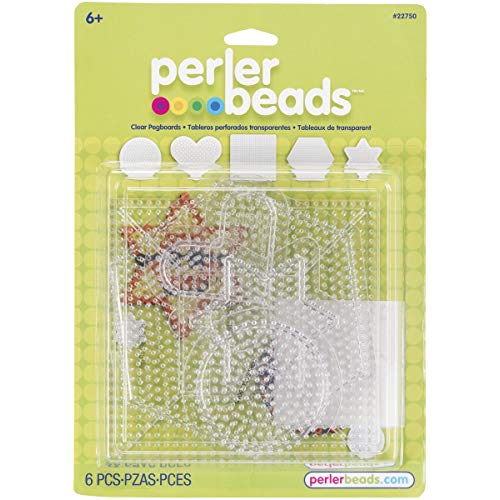 6+
#22750
perler
beads
Clear Pegboards • Tableros perforados transparentes • Tableaux de transparent
6 PCS•PZAS•PCES
perlerbeads.com